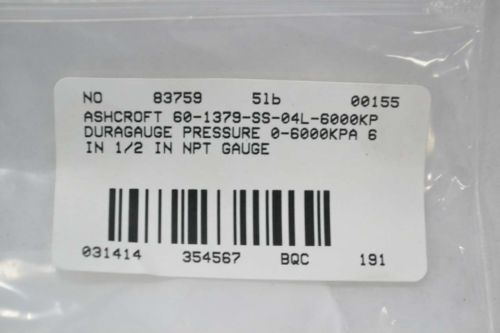 NO 83759 51b 00155
ASHCROFT 60-1379-SS-04L-6000KP
DURAGAUGE PRESSURE 0-6000KPA 6
IN 1/2 IN NPT GAUGE
031414 354567 BQC 191